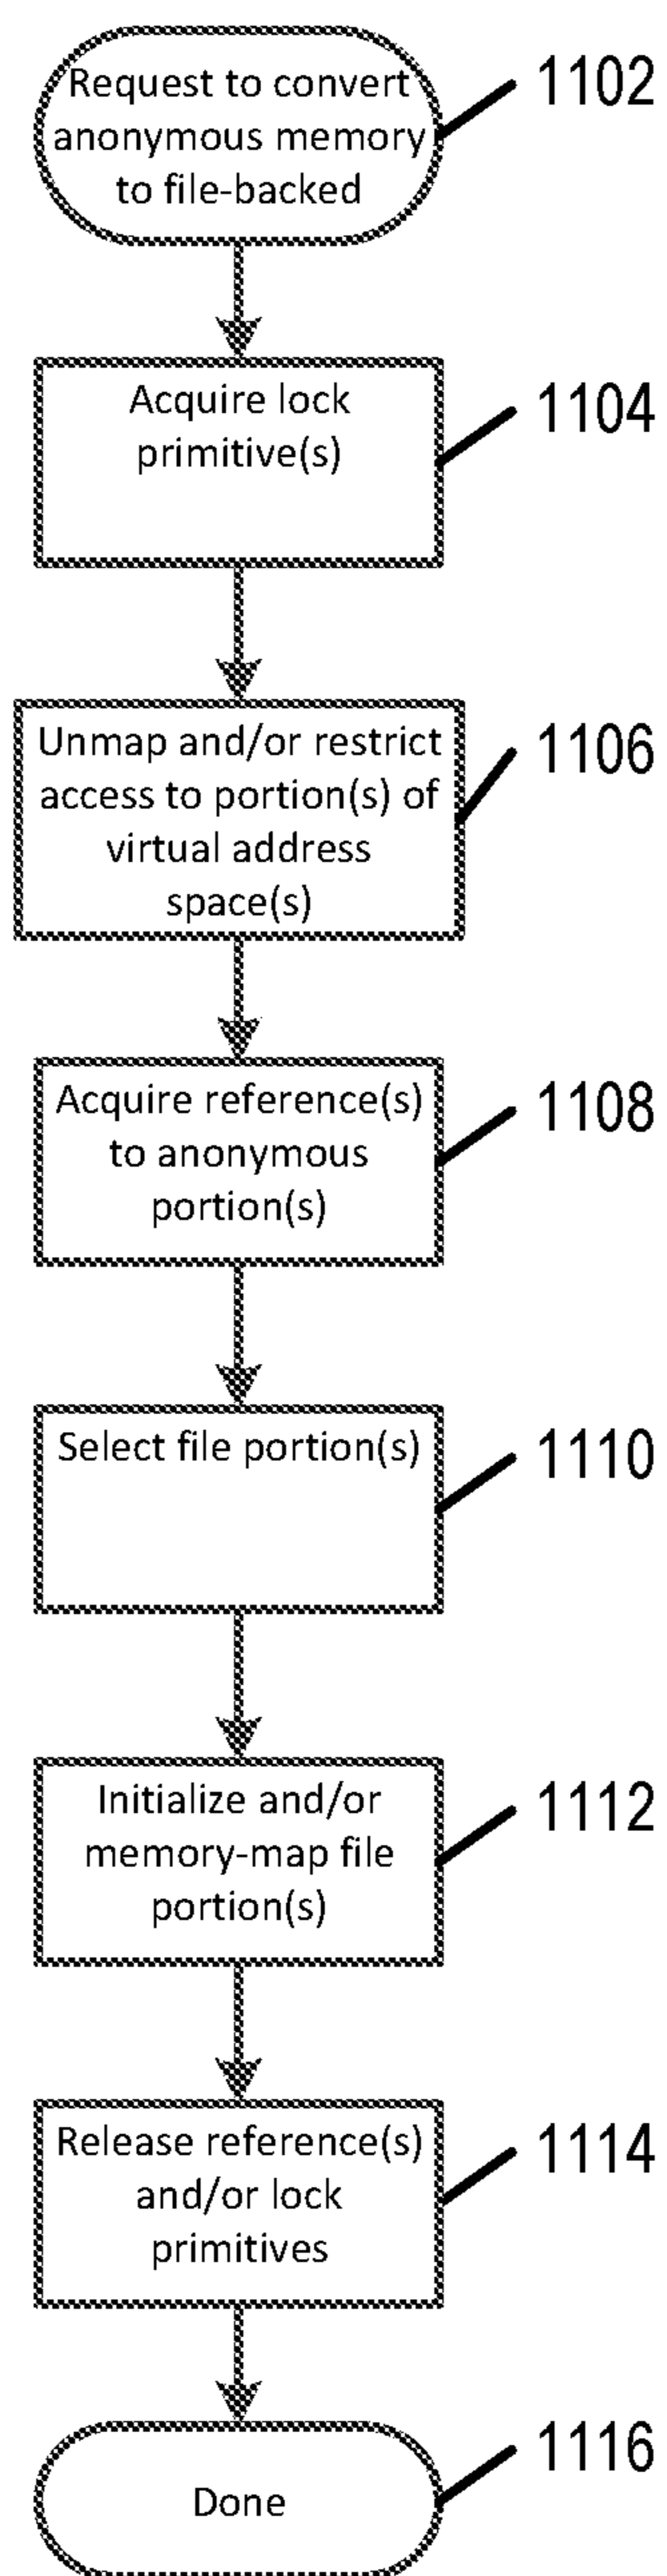 Request to convert
anonymous memory
to file-backed
1102
Acquire lock
primitive(s)
1104
Unmap and/or restrict
access to portion(s) of
virtual address
space(s)
1106
Acquire reference(s)
to anonymous
portion(s)
1108
Select file portion(s)
1110
Initialize and/or
memory-map file
portion(s)
1112
Release reference(s)
and/or lock
primitives
1114
Done
1116